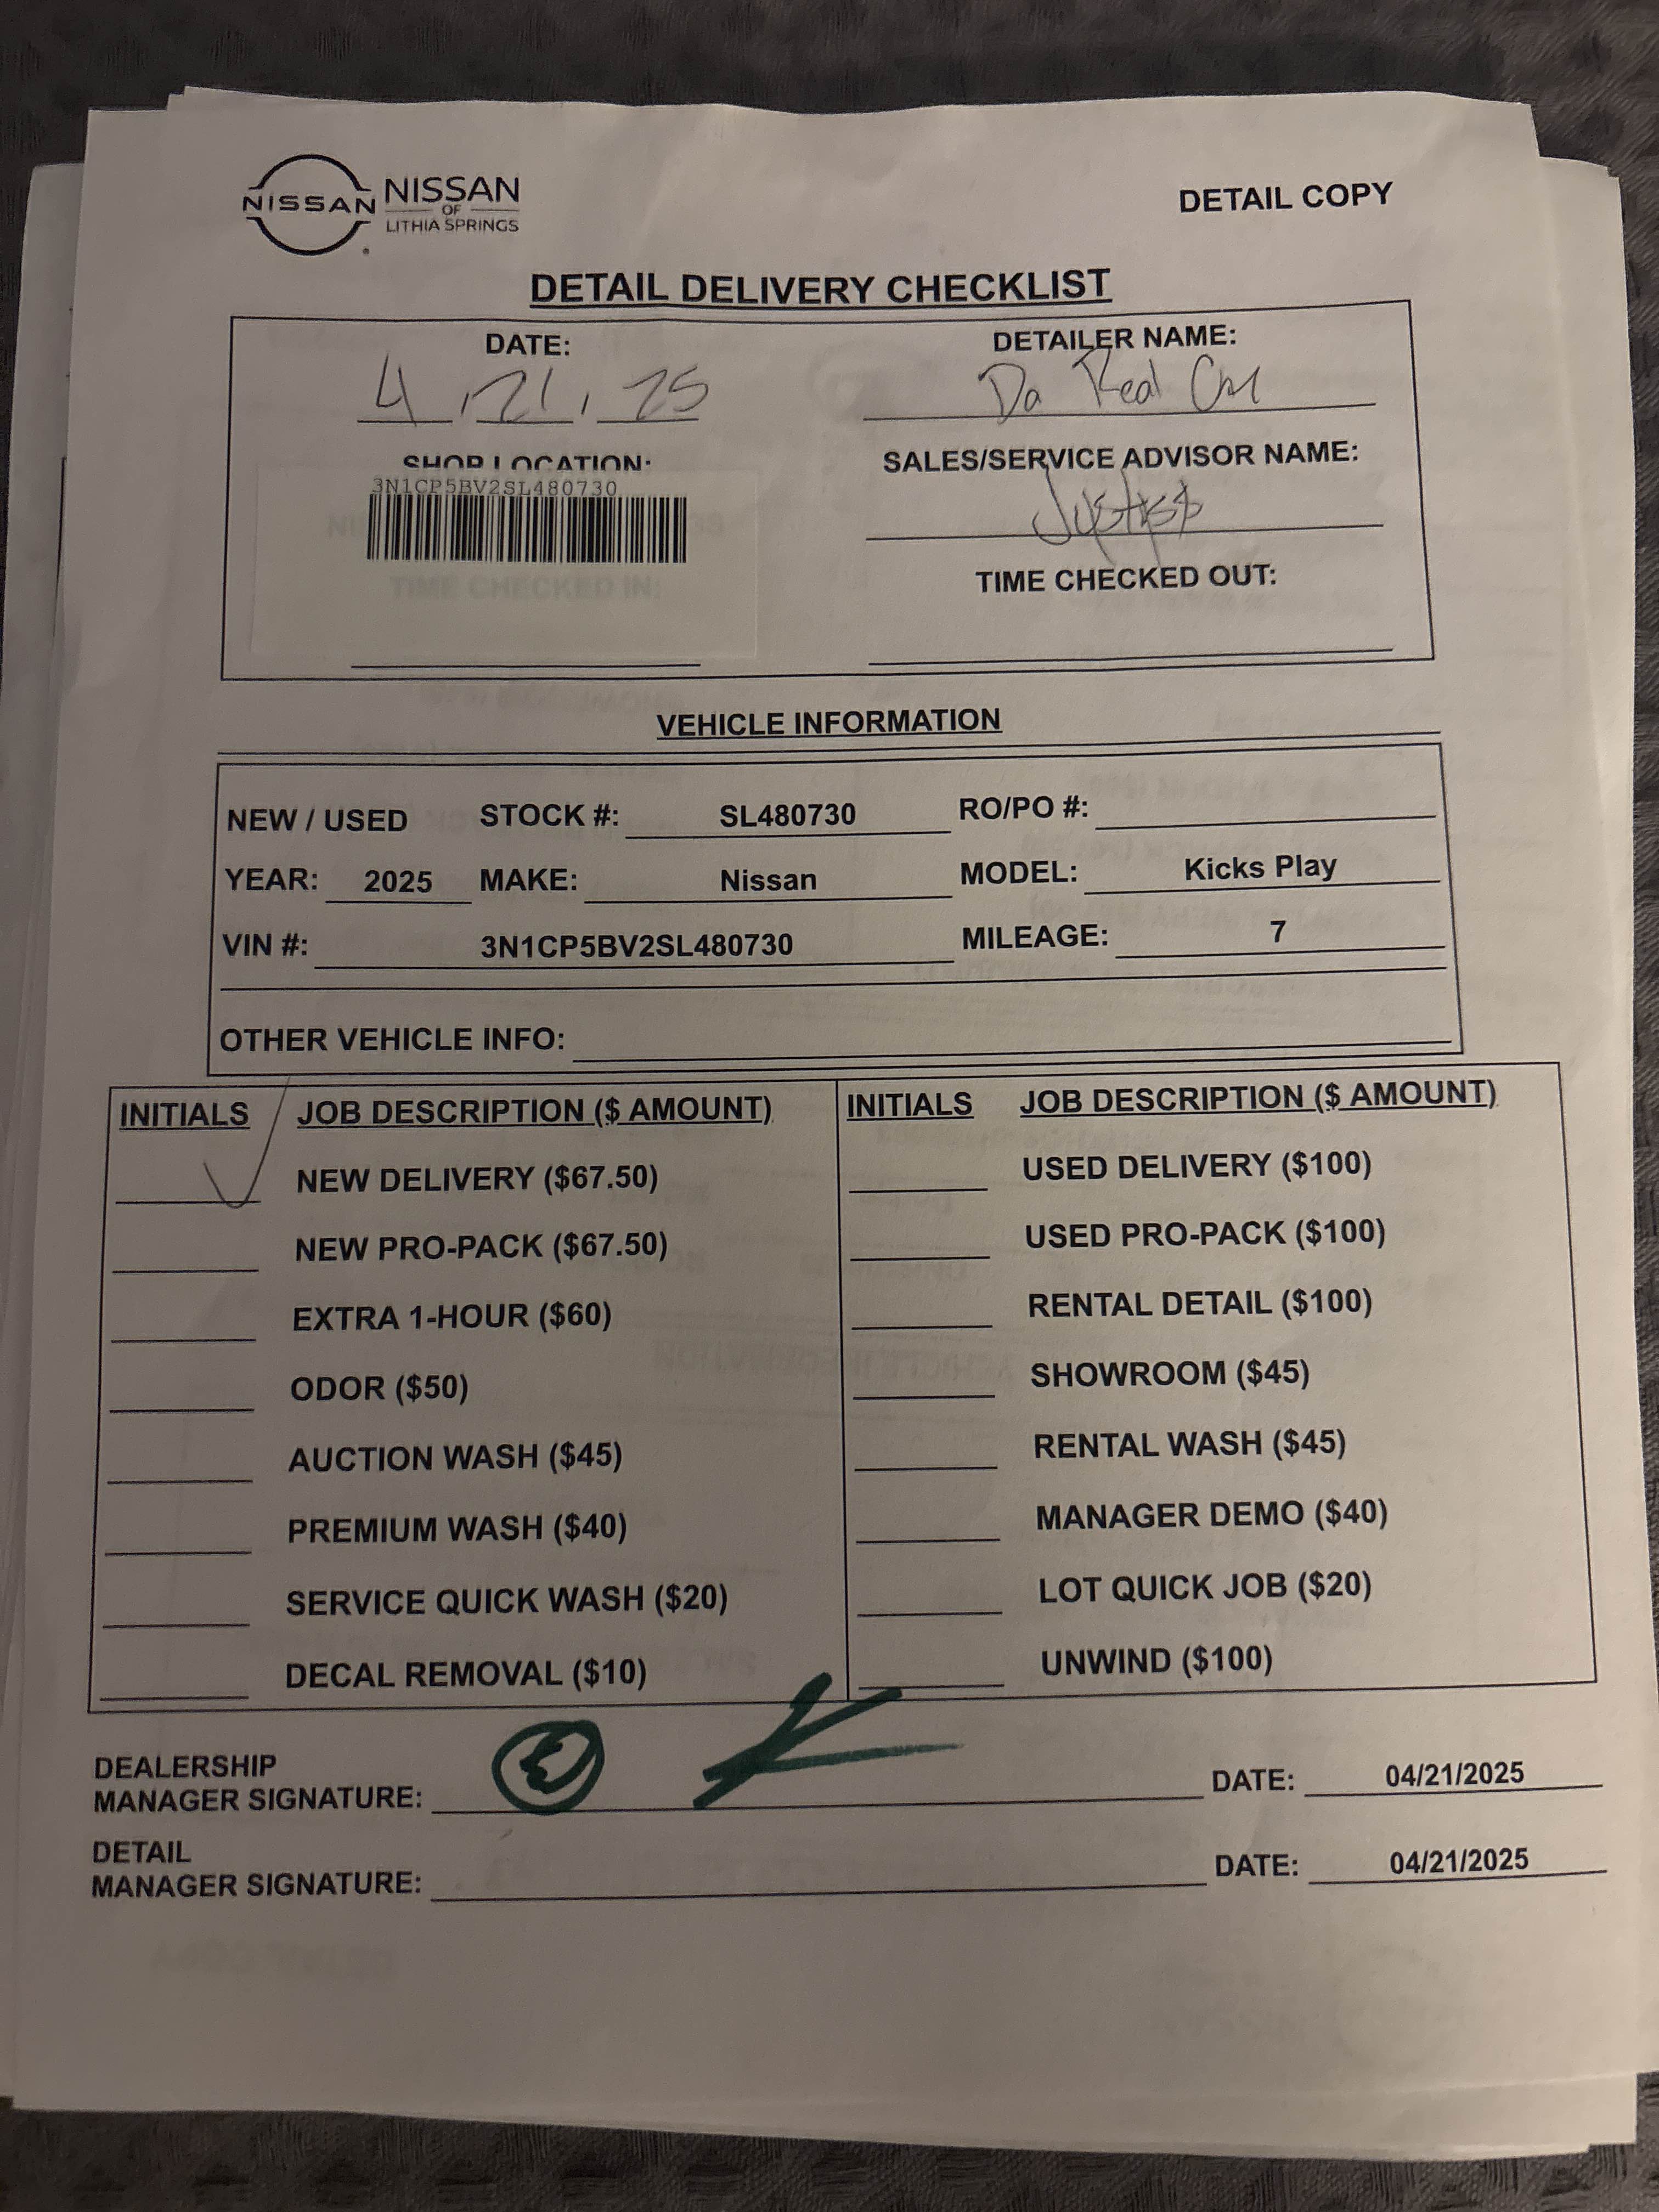 NISSAN
NISSAN
OF
LITHIA SPRINGS
DETAIL COPY
DETAIL DELIVERY CHECKLIST
DATE: DETAILER NAME:
4, 21, 25 Da Real
SHOP LOCATION: SALES/SERVICE ADVISOR NAME:
3N1CP5BV2SL480730
TIME CHECKED IN: TIME CHECKED OUT:
VEHICLE INFORMATION
NEW / USED STOCK #: SL480730 RO/PO #:
YEAR: 2025 MAKE: Nissan MODEL: Kicks Play
VIN #: 3N1CP5BV2SL480730 MILEAGE: 7
OTHER VEHICLE INFO:
INITIALS JOB DESCRIPTION ($ AMOUNT) INITIALS JOB DESCRIPTION ($ AMOUNT)
NEW DELIVERY ($67.50) USED DELIVERY ($100)
NEW PRO-PACK ($67.50) USED PRO-PACK ($100)
EXTRA 1-HOUR ($60) RENTAL DETAIL ($100)
ODOR ($50) SHOWROOM ($45)
AUCTION WASH ($45) RENTAL WASH ($45)
PREMIUM WASH ($40) MANAGER DEMO ($40)
SERVICE QUICK WASH ($20) LOT QUICK JOB ($20)
DECAL REMOVAL ($10) UNWIND ($100)
DEALERSHIP
MANAGER SIGNATURE: DATE: 04/21/2025
DETAIL
MANAGER SIGNATURE: DATE: 04/21/2025